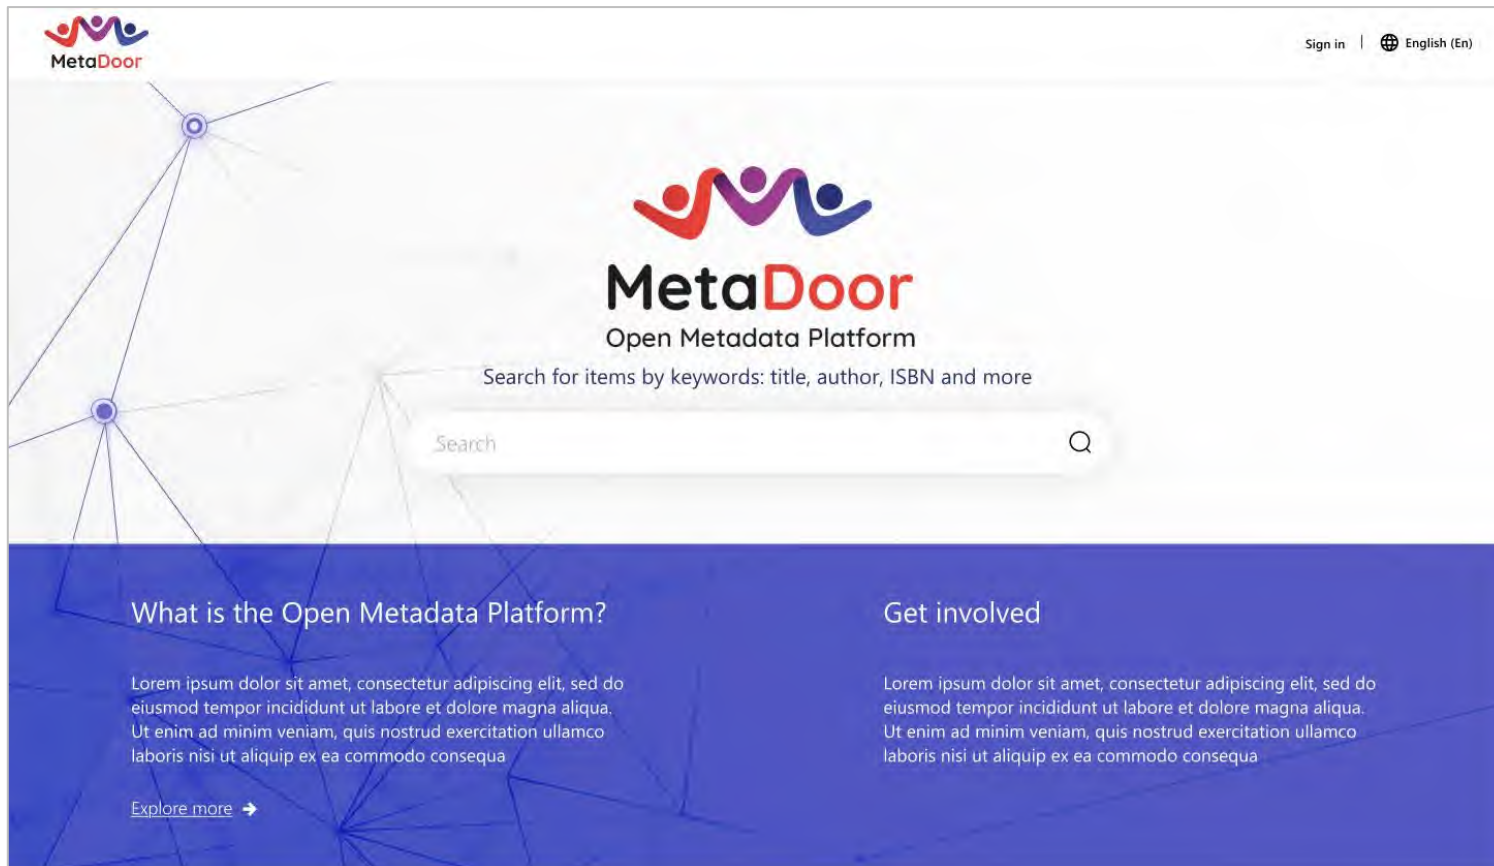 MetaDoor
Sign in
English (En)
MetaDoor
Open Metadata Platform
Search for items by keywords: title, author, ISBN and more
Search
What is the Open Metadata Platform?
Lorem ipsum dolor sit amet, consectetur adipiscing elit, sed do
eiusmod tempor incididunt ut labore et dolore magna aliqua.
Ut enim ad minim veniam, quis nostrud exercitation ullamco
laboris nisi ut aliquip ex ea commodo consequa
Explore more
Get involved
Lorem ipsum dolor sit amet, consectetur adipiscing elit, sed do
eiusmod tempor incididunt ut labore et dolore magna aliqua.
Ut enim ad minim veniam, quis nostrud exercitation ullamco
laboris nisi ut aliquip ex ea commodo consequa